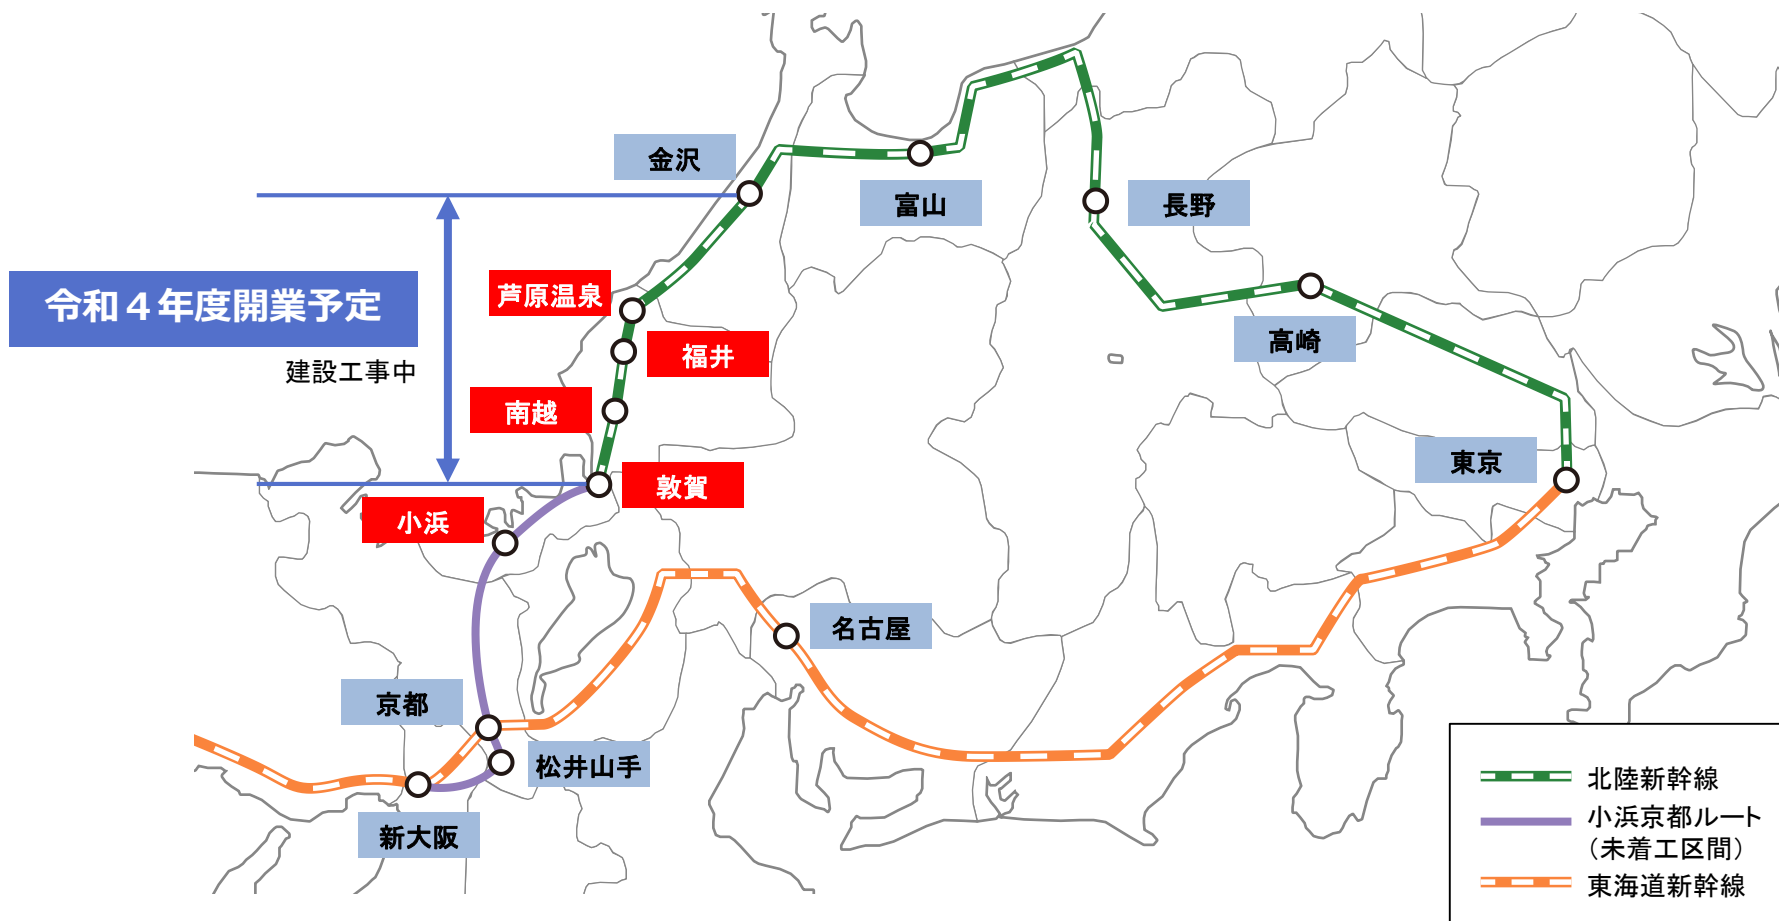 金沢
富山
長野
令和４年度開業予定
建設工事中
芦原温泉
福井
高崎
南越
東京
敦賀
小浜
名古屋
京都
松井山手
新大阪
北陸新幹線
小浜京都ルート
（未着工区間）
東海道新幹線